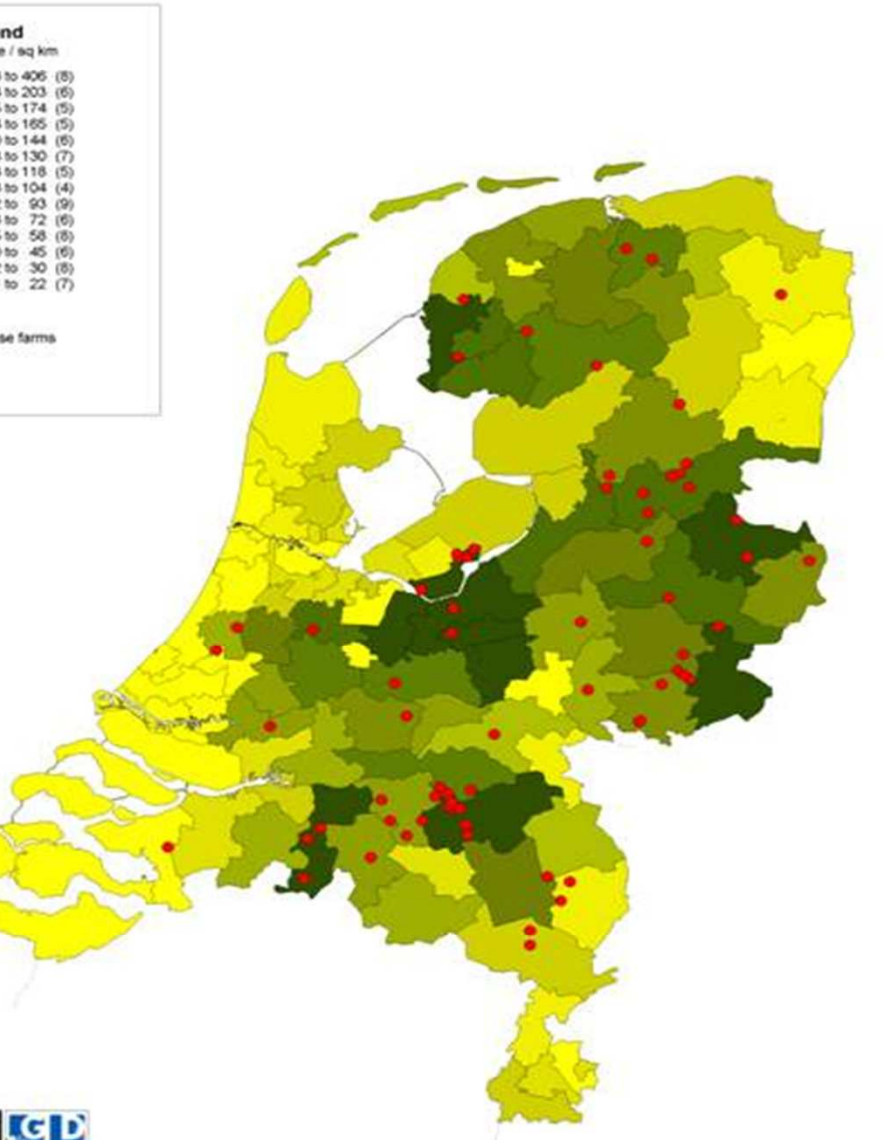 nd
e / sq km
to 406 (8)
to 203 (6)
to 174 (5)
to 165 (5)
to 144 (6)
to 130 (7)
to 118 (5)
to 104 (4)
to 93 (9)
to 72 (6)
to 58 (8)
to 45 (6)
to 30 (8)
to 22 (7)
se farms
GD